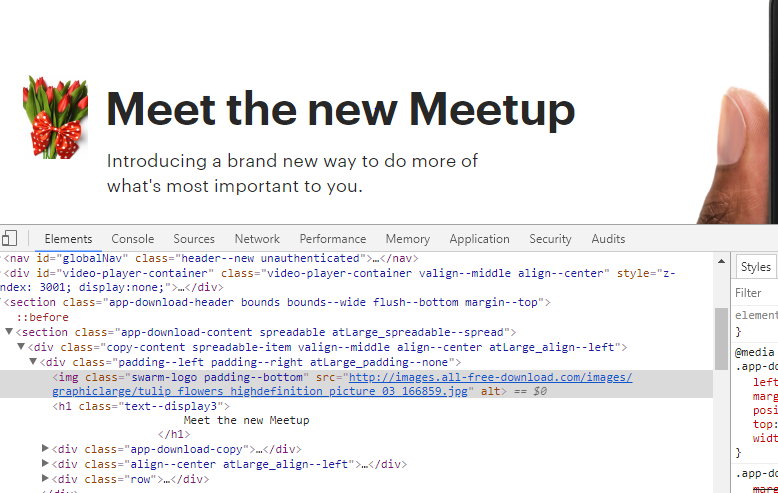 Meet the new Meetup
Introducing a brand new way to do more of
what's most important to you.
Elements Console Sources Network Performance Memory Application Security Audits
<nav id="globalNav" class="header--new unauthenticated">…</nav>
<div id="video-player-container" class="video-player-container valign--middle align--center" style="z-
ndex: 3001; display:none;">…</div>
<section class="app-download-header bounds bounds--wide flush--bottom margin--top">
::before
▼<section class="app-download-content spreadable atLarge_spreadable--spread">
▼<div class="copy-content spreadable-item valign--middle align--center atLarge_align--left">
▼<div class="padding--left padding--right atLarge_padding--none">
<img class="swarm-logo padding--bottom" src="http://images.all-free-download.com/images/
graphiclarge/tulip_flowers_highdefinition_picture_03_166859.jpg" alt> == $0
<h1 class="text--display3">
Meet the new Meetup
</h1>
▶<div class="app-download-copy">…</div>
▶<div class="align--center atLarge_align--left">…</div>
▶<div class="row">…</div>
</div>
Styles
Filter
element
}
@media
.app-do
left
marg
posi
top:
widt
}
.app-do
marg